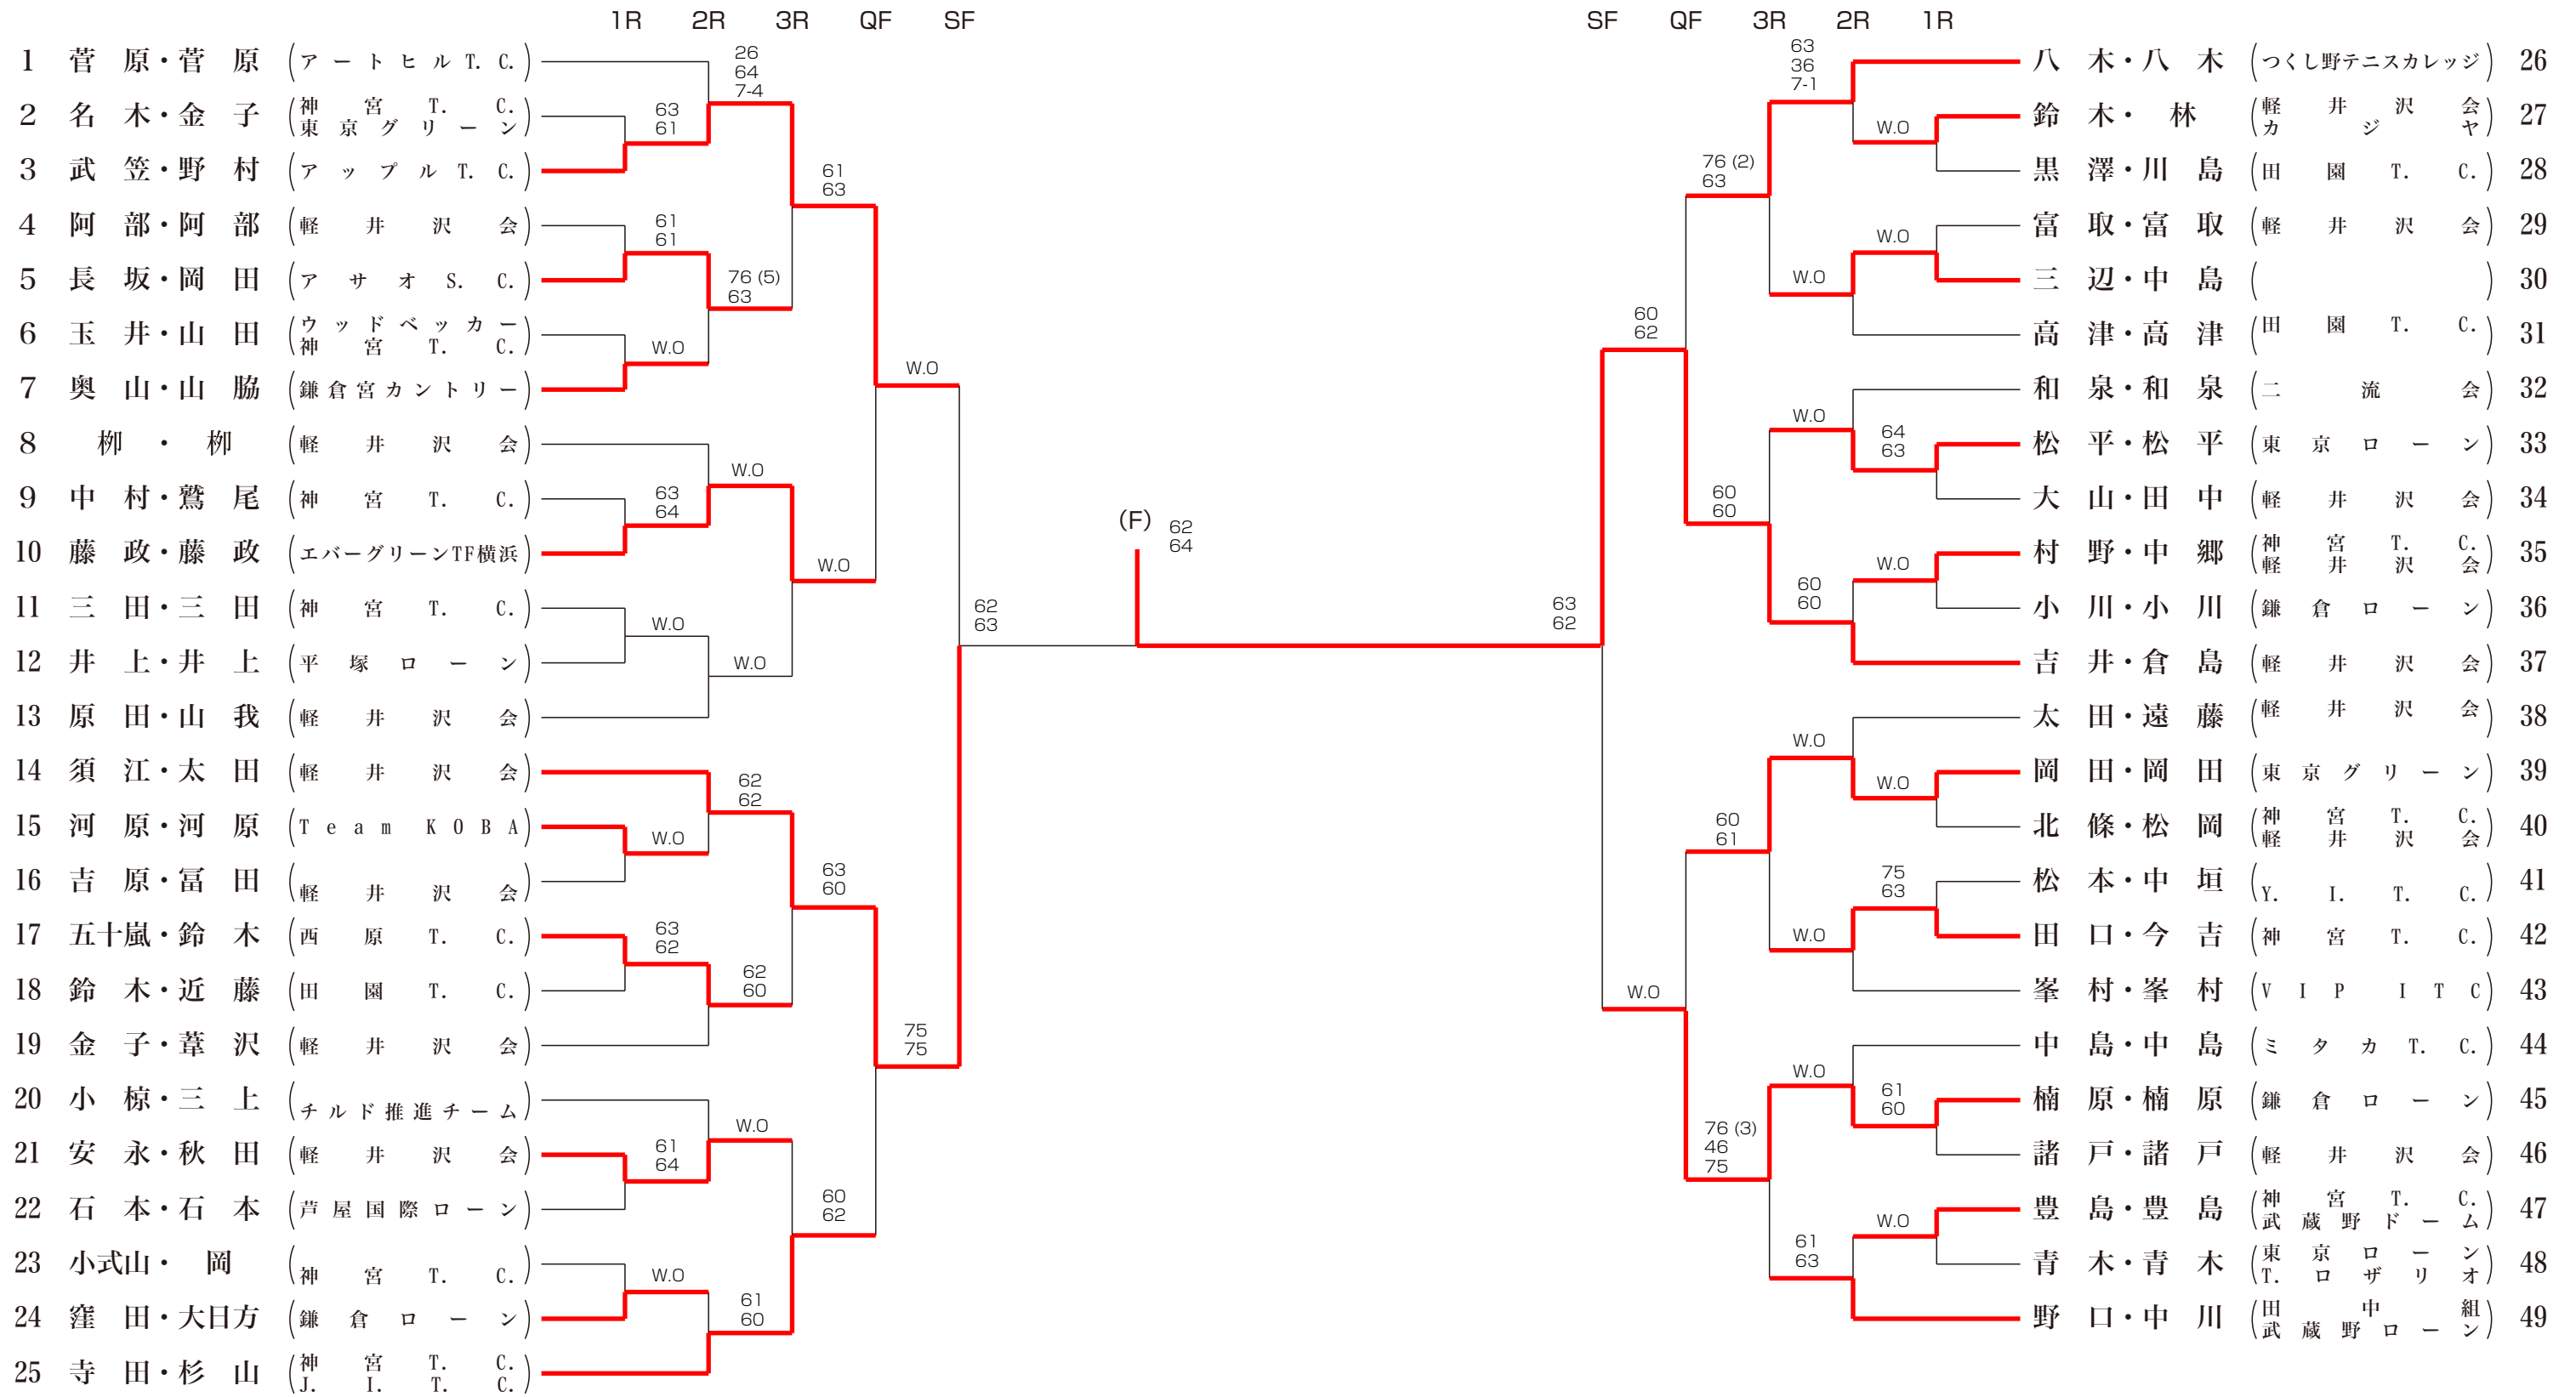 1R 2R 3R QF SF
SF QF 3R 2R 1R
1 菅原・菅原 (アートヒルT.C.)
2 名木・金子 (神宮T.C. 東京グリーン)
3 武笠・野村 (アップルT.C.)
4 阿部・阿部 (軽井沢会)
5 長坂・岡田 (アサオS.C.)
6 玉井・山田 (ウッドベッカー 神宮T.C.)
7 奥山・山脇 (鎌倉宮カントリー)
8 栁・栁 (軽井沢会)
9 中村・鷲尾 (神宮T.C.)
10 藤政・藤政 (エバーグリーンTF横浜)
11 三田・三田 (神宮T.C.)
12 井上・井上 (平塚ローン)
13 原田・山我 (軽井沢会)
14 須江・太田 (軽井沢会)
15 河原・河原 (Team KOBA)
16 吉原・冨田 (軽井沢会)
17 五十嵐・鈴木 (西原T.C.)
18 鈴木・近藤 (田園T.C.)
19 金子・葦沢 (軽井沢会)
20 小椋・三上 (チルド推進チーム)
21 安永・秋田 (軽井沢会)
22 石本・石本 (芦屋国際ローン)
23 小式山・岡 (神宮T.C.)
24 窪田・大日方 (鎌倉ローン)
25 寺田・杉山 (神宮T.C. J.I.T.C.)
63
61
61
61
W.O
63
64
W.O
W.O
63
62
61
64
W.O
26
64
7-4
76 (5)
63
W.O
W.O
62
62
62
60
W.O
61
60
61
63
W.O
63
60
60
62
W.O
75
75
62
63
(F)
62
64
63
62
60
62
W.O
76 (2)
63
60
60
60
61
76 (3)
46
75
63
36
7-1
W.O
W.O
60
60
W.O
W.O
W.O
61
63
W.O
W.O
64
63
W.O
W.O
75
63
61
60
W.O
八木・八木 (つくし野テニスカレッジ) 26
鈴木・林 (軽井沢会 カジヤ) 27
黒澤・川島 (田園T.C.) 28
富取・富取 (軽井沢会) 29
三辺・中島 ( ) 30
高津・高津 (田園T.C.) 31
和泉・和泉 (二流会) 32
松平・松平 (東京ローン) 33
大山・田中 (軽井沢会) 34
村野・中郷 (神宮T.C. 軽井沢会) 35
小川・小川 (鎌倉ローン) 36
吉井・倉島 (軽井沢会) 37
太田・遠藤 (軽井沢会) 38
岡田・岡田 (東京グリーン) 39
北條・松岡 (神宮T.C. 軽井沢会) 40
松本・中垣 (Y.I.T.C.) 41
田口・今吉 (神宮T.C.) 42
峯村・峯村 (VIP ITC) 43
中島・中島 (ミタカT.C.) 44
楠原・楠原 (鎌倉ローン) 45
諸戸・諸戸 (軽井沢会) 46
豊島・豊島 (神宮T.C. 武蔵野ドーム) 47
青木・青木 (東京ローン T.ロザリオ) 48
野口・中川 (田中組 武蔵野ローン) 49